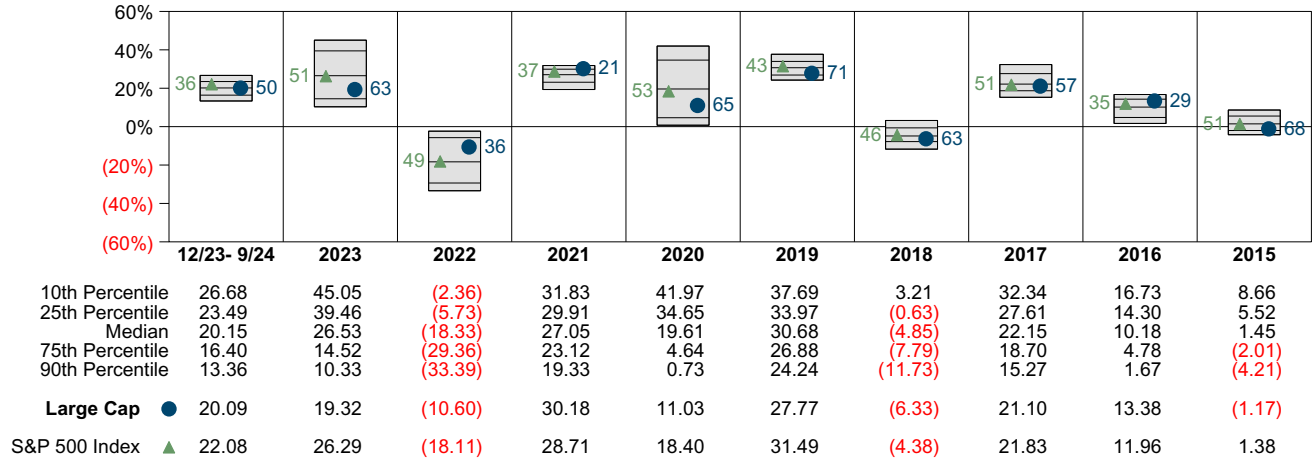 60%
40%
20%
0%
(20%)
(40%)
(60%)
36 50 51 63 49 36 37 21 53 65 43 71 46 63 51 57 35 29 51 68
12/23- 9/24 2023 2022 2021 2020 2019 2018 2017 2016 2015
10th Percentile 26.68 45.05 (2.36) 31.83 41.97 37.69 3.21 32.34 16.73 8.66
25th Percentile 23.49 39.46 (5.73) 29.91 34.65 33.97 (0.63) 27.61 14.30 5.52
Median 20.15 26.53 (18.33) 27.05 19.61 30.68 (4.85) 22.15 10.18 1.45
75th Percentile 16.40 14.52 (29.36) 23.12 4.64 26.88 (7.79) 18.70 4.78 (2.01)
90th Percentile 13.36 10.33 (33.39) 19.33 0.73 24.24 (11.73) 15.27 1.67 (4.21)
Large Cap 20.09 19.32 (10.60) 30.18 11.03 27.77 (6.33) 21.10 13.38 (1.17)
S&P 500 Index 22.08 26.29 (18.11) 28.71 18.40 31.49 (4.38) 21.83 11.96 1.38